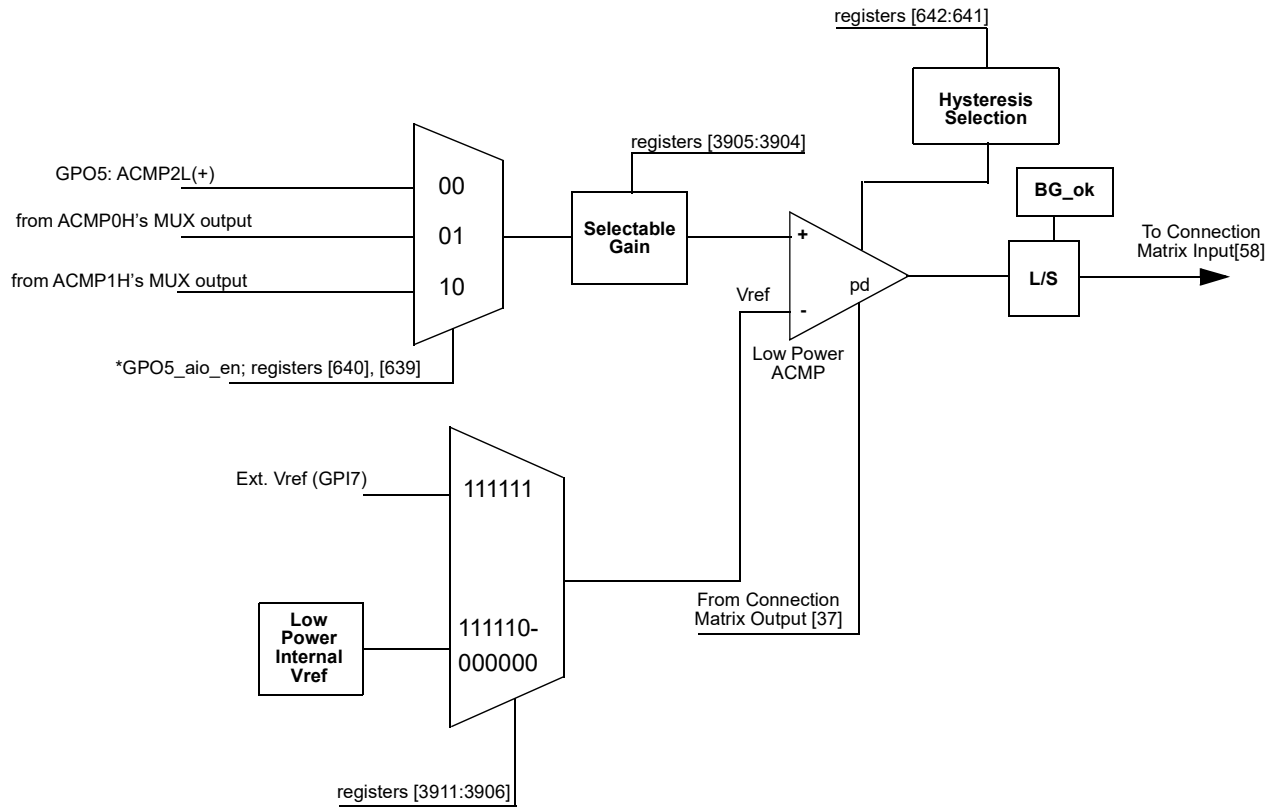 registers [642:641]
Hysteresis
Selection
registers [3905:3904]
GPO5: ACMP2L(+)
00
Selectable
Gain
BG_ok
from ACMP0H's MUX output
01
+
To Connection
Matrix Input[58]
from ACMP1H's MUX output
10
pd
L/S
Vref
-
Low Power
ACMP
*GPO5_aio_en; registers [640], [639]
Ext. Vref (GPI7)
111111
From Connection
Matrix Output [37]
Low
Power
Internal
Vref
111110-
000000
registers [3911:3906]